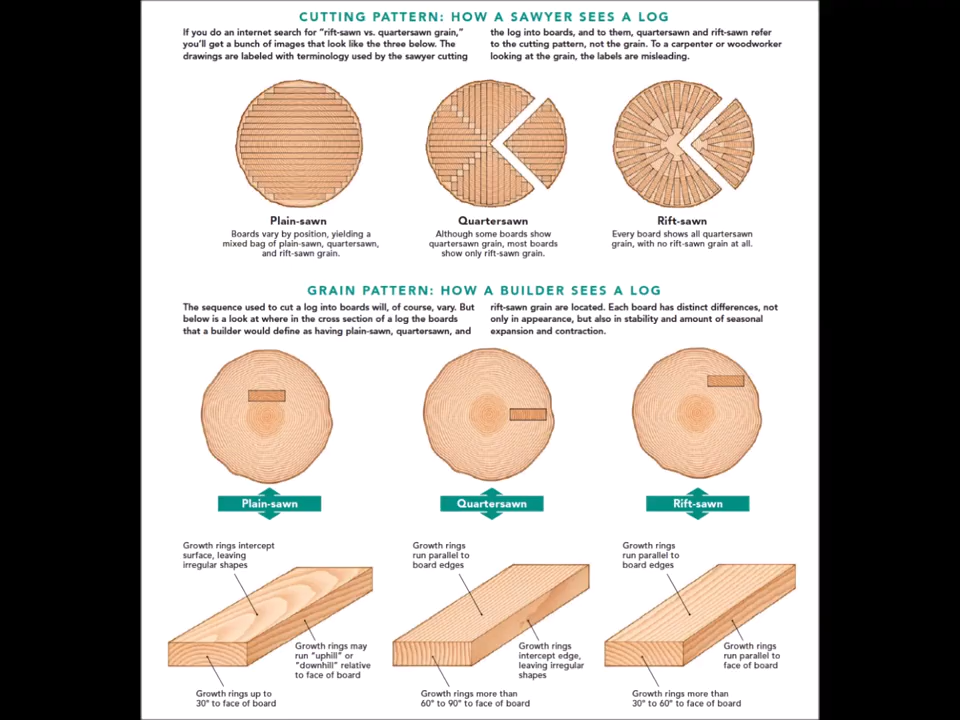 CUTTING PATTERN: HOW A SAWYER SEES A LOG
If you do an internet search for "rift-sawn vs. quartersawn grain,"
you'll get a bunch of images that look like the three below. The
drawings are labeled with terminology used by the sawyer cutting
the log into boards, and to them, quartersawn and rift-sawn refer
to the cutting pattern, not the grain. To a carpenter or woodworker
looking at the grain, the labels are misleading.
Plain-sawn
Boards vary by position, yielding a
mixed bag of plain-sawn, quartersawn,
and rift-sawn grain.
Quartersawn
Although some boards show
quartersawn grain, most boards
show only rift-sawn grain.
Rift-sawn
Every board shows all quartersawn
grain, with no rift-sawn grain at all.
GRAIN PATTERN: HOW A BUILDER SEES A LOG
The sequence used to cut a log into boards will, of course, vary. But
below is a look at where in the cross section of a log the boards
that a builder would define as having plain-sawn, quartersawn, and
rift-sawn grain are located. Each board has distinct differences, not
only in appearance, but also in stability and amount of seasonal
expansion and contraction.
Plain-sawn
Quartersawn
Rift-sawn
Growth rings intercept
surface, leaving
irregular shapes
Growth rings may
run "uphill" or
"downhill" relative
to face of board
Growth rings up to
30° to face of board
Growth rings
run parallel to
board edges
Growth rings
intercept edge,
leaving irregular
shapes
Growth rings more than
60° to 90° to face of board
Growth rings
run parallel to
board edges
Growth rings
run parallel to
face of board
Growth rings more than
30° to 60° to face of board